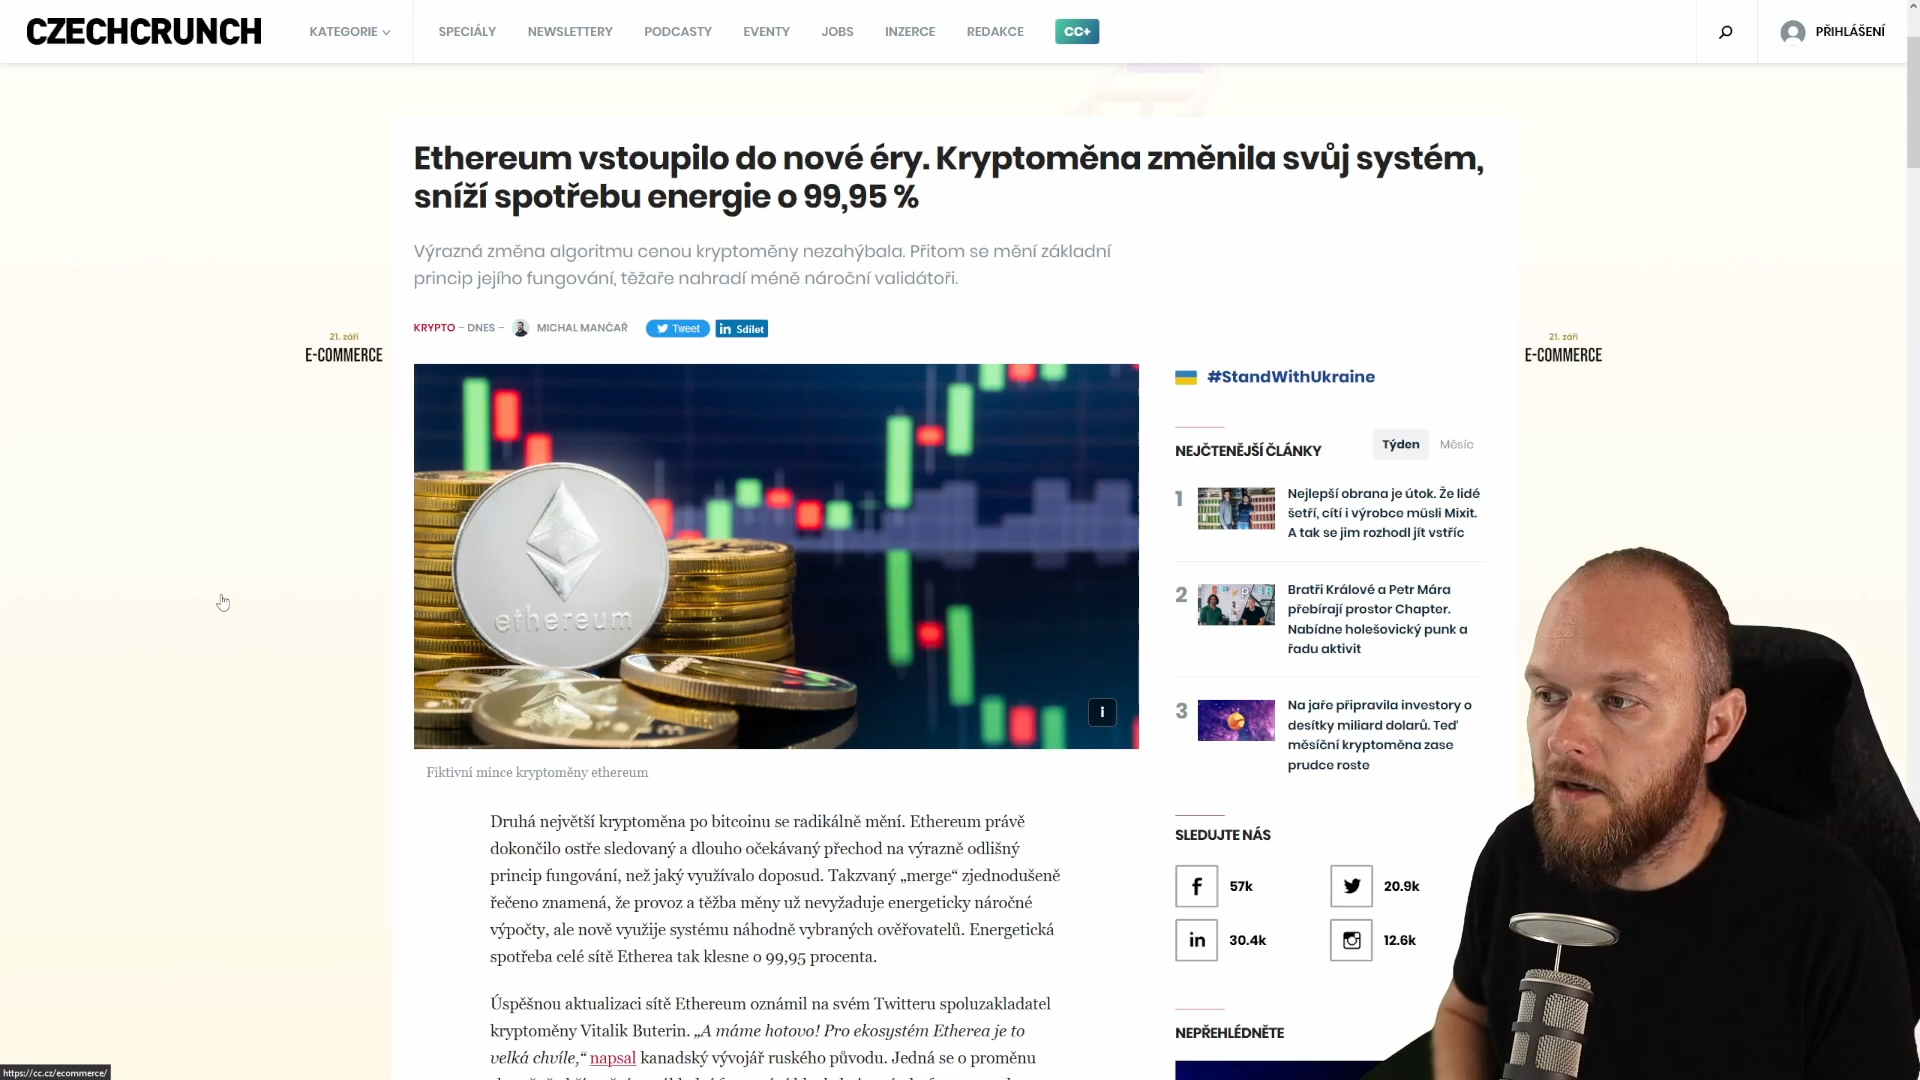 CZECHCRUNCH
KATEGORIE
SPECIÁLY
NEWSLETTERY
PODCASTY
EVENTY
JOBS
INZERCE
REDAKCE
CC+
PŘIHLÁŠENÍ
Ethereum vstoupilo do nové éry. Kryptoměna změnila svůj systém,
sníží spotřebu energie o 99,95 %
Výrazná změna algoritmu cenou kryptoměny nezahýbala. Přitom se mění základní
princip jejího fungování, těžaře nahradí méně nároční validátoři.
KRYPTO – DNES – MICHAL MANČAŘ
Tweet
in Sdílet
21. září
E-COMMERCE
21. září
E-COMMERCE
ethereum
i
Fiktivní mince kryptoměny ethereum
Druhá největší kryptoměna po bitcoinu se radikálně mění. Ethereum právě
dokončilo ostře sledovaný a dlouho očekávaný přechod na výrazně odlišný
princip fungování, než jaký využívalo doposud. Takzvaný „merge“ zjednodušeně
řečeno znamená, že provoz a těžba měny už nevyžaduje energeticky náročné
výpočty, ale nově využije systému náhodně vybraných ověřovatelů. Energetická
spotřeba celé sítě Etherea tak klesne o 99,95 procenta.
Úspěšnou aktualizaci sítě Ethereum oznámil na svém Twitteru spoluzakladatel
kryptoměny Vitalik Buterin. „A máme hotovo! Pro ekosystém Etherea je to
velká chvíle,“ napsal kanadský vývojář ruského původu. Jedná se o proměnu
#StandWithUkraine
NEJČTENĚJŠÍ ČLÁNKY
Týden
Měsíc
1
Nejlepší obrana je útok. Že lidé
šetří, cítí i výrobce müsli Mixit.
A tak se jim rozhodl jít vstříc
2
Bratři Králové a Petr Mára
přebírají prostor Chapter.
Nabídne holešovický punk a
řadu aktivit
3
Na jaře připravila investory o
desítky miliard dolarů. Teď
měsíční kryptoměna zase
prudce roste
SLEDUJTE NÁS
f 57k
20.9k
in 30.4k
12.6k
NEPŘEHLÉDNĚTE
https://cc.cz/ecommerce/